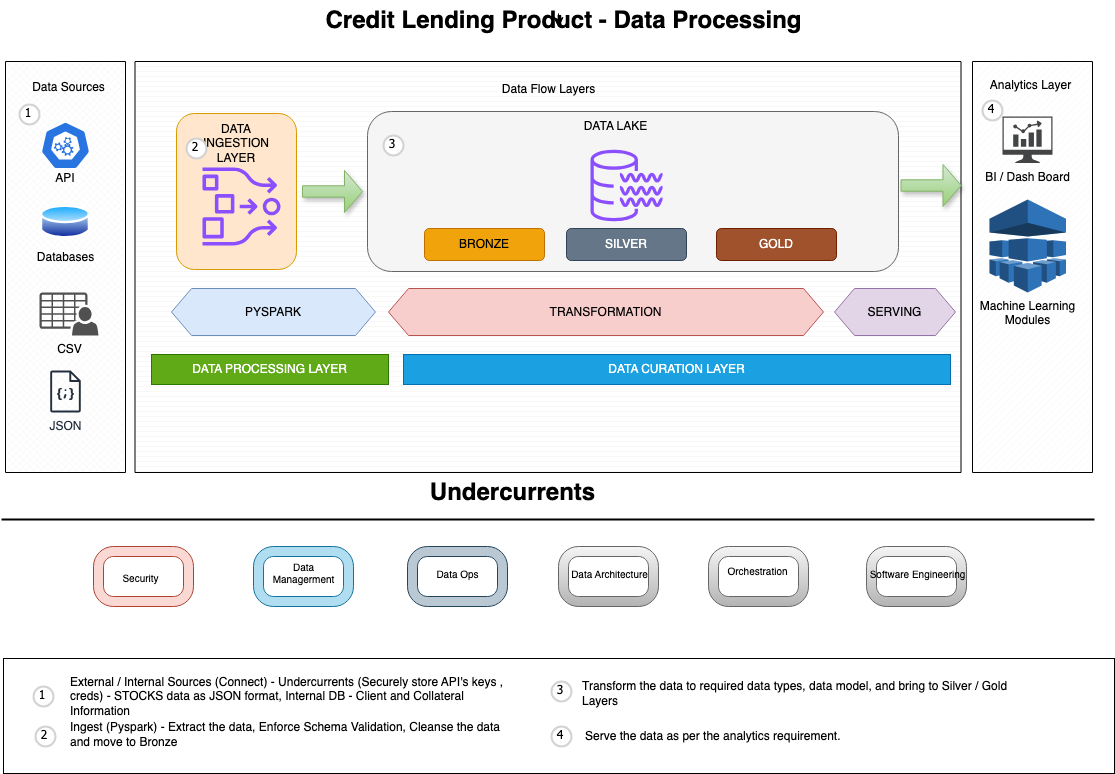 Credit Lending Product - Data Processing
Data Sources
1
API
Databases
CSV
{;}
JSON
Data Flow Layers
2
DATA
INGESTION
LAYER
3
DATA LAKE
BRONZE
SILVER
GOLD
PYSPARK
TRANSFORMATION
SERVING
DATA PROCESSING LAYER
DATA CURATION LAYER
Analytics Layer
4
BI / Dash Board
Machine Learning
Modules
Undercurrents
Security
Data
Management
Data Ops
Data Architecture
Orchestration
Software Engineering
1
External / Internal Sources (Connect) - Undercurrents (Securely store API's keys ,
creds) - STOCKS data as JSON format, Internal DB - Client and Collateral
Information
2
Ingest (Pyspark) - Extract the data, Enforce Schema Validation, Cleanse the data
and move to Bronze
3
Transform the data to required data types, data model, and bring to Silver / Gold
Layers
4
Serve the data as per the analytics requirement.